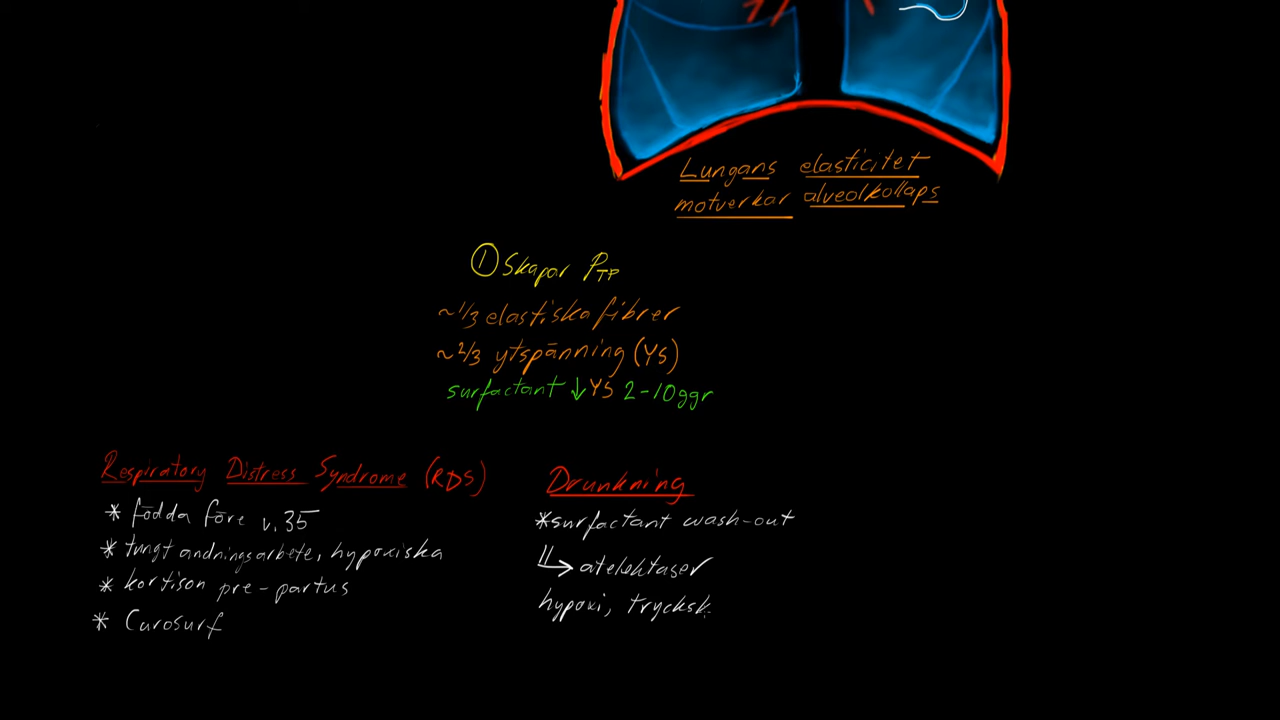 Lungans elasticitet
motverkar alveolkollaps
① Skapar P_TP
~1/3 elastiska fibrer
~2/3 ytspänning (YS)
surfactant ↓ YS 2-10ggr
Respiratory Distress Syndrome (RDS)
* födda före v.35
* tungt andningsarbete, hypoxiska
* kortison pre-partus
* Curosurf
Drunkning
*surfactant wash-out
↳ atelektaser
hypoxi, trycksk